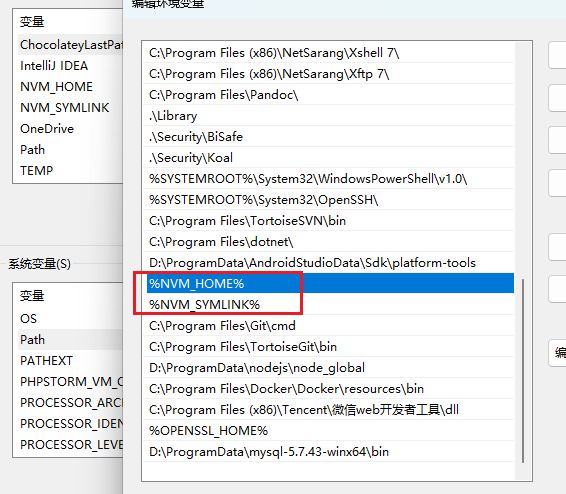 编辑环境变量
变量
ChocolateyLastPat
IntelliJ IDEA
NVM_HOME
NVM_SYMLINK
OneDrive
Path
TEMP
系统变量(S)
变量
OS
Path
PATHEXT
PHPSTORM_VM_O
PROCESSOR_ARC
PROCESSOR_IDEN
PROCESSOR_LEVE
C:\Program Files (x86)\NetSarang\Xshell 7\
C:\Program Files (x86)\NetSarang\Xftp 7\
C:\Program Files\Pandoc\
.\Library
.\Security\BiSafe
.\Security\Koal
%SYSTEMROOT%\System32\WindowsPowerShell\v1.0\
%SYSTEMROOT%\System32\OpenSSH\
C:\Program Files\TortoiseSVN\bin
C:\Program Files\dotnet\
D:\ProgramData\AndroidStudioData\Sdk\platform-tools
%NVM_HOME%
%NVM_SYMLINK%
C:\Program Files\Git\cmd
C:\Program Files\TortoiseGit\bin
D:\ProgramData\nodejs\node_global
C:\Program Files\Docker\Docker\resources\bin
C:\Program Files (x86)\Tencent\微信web开发者工具\dll
%OPENSSL_HOME%
D:\ProgramData\mysql-5.7.43-winx64\bin
编